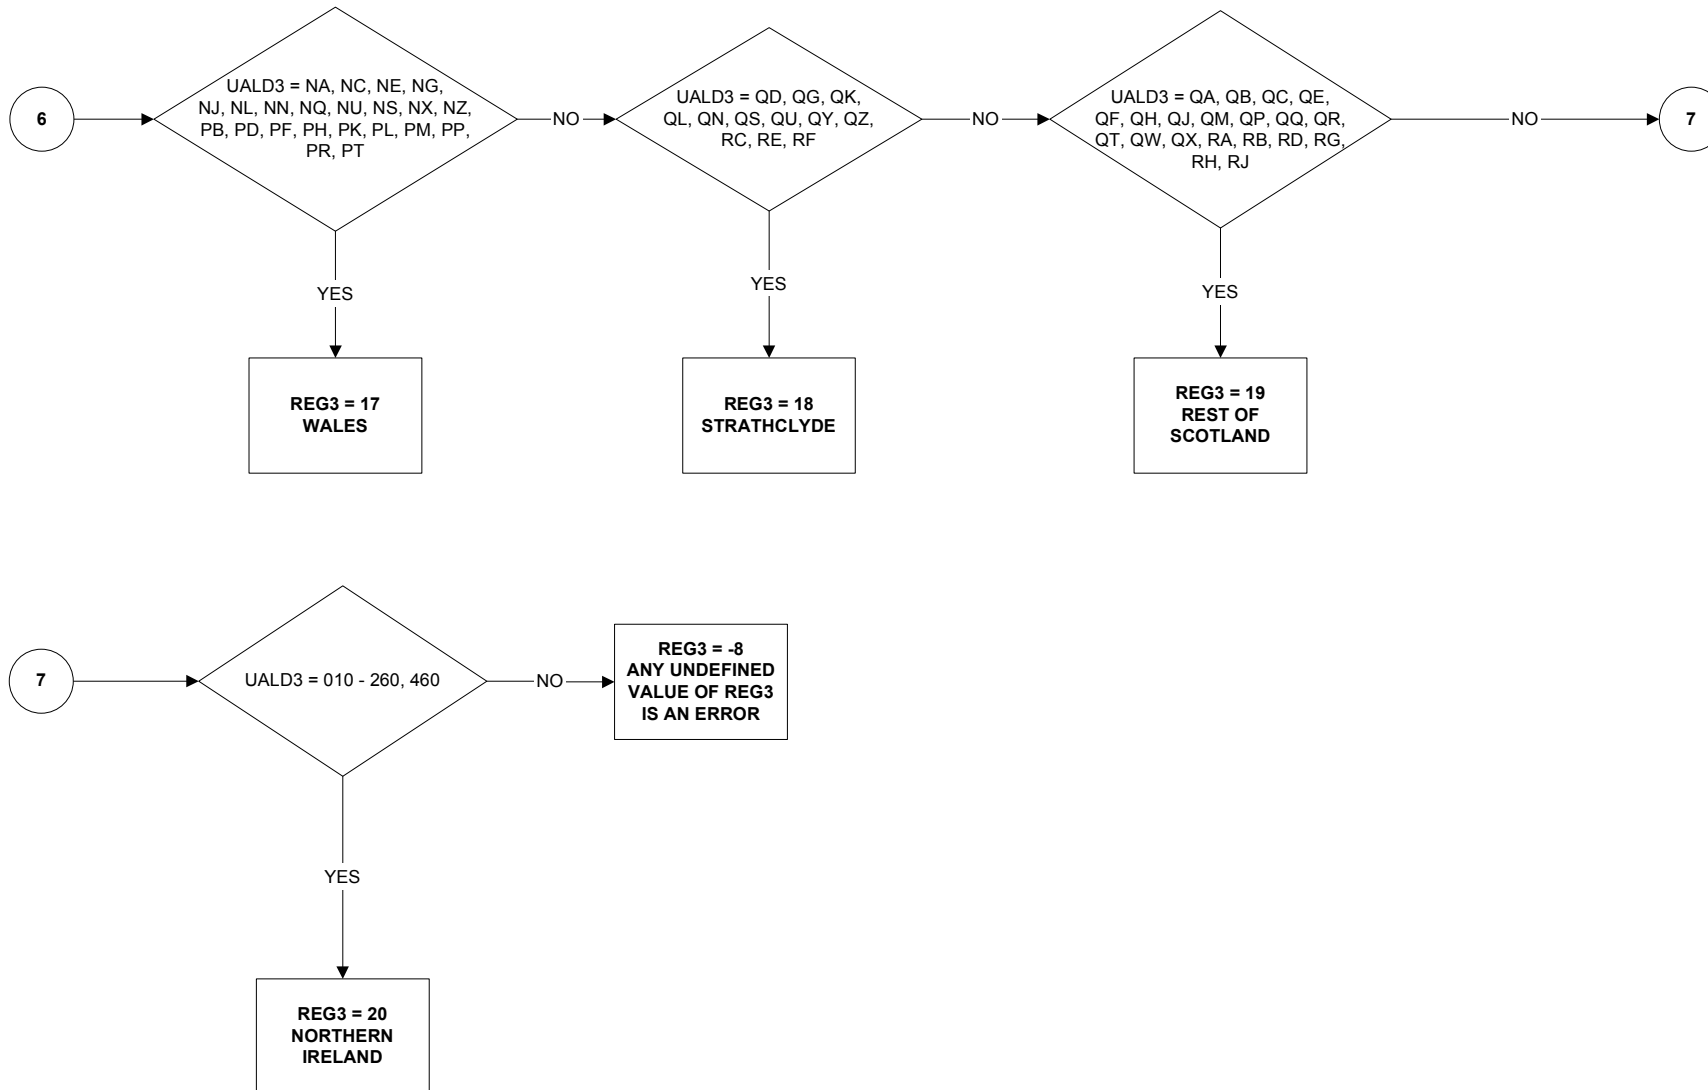 6
UALD3 = NA, NC, NE, NG,
NJ, NL, NN, NQ, NU, NS, NX, NZ,
PB, PD, PF, PH, PK, PL, PM, PP,
PR, PT
NO
UALD3 = QD, QG, QK,
QL, QN, QS, QU, QY, QZ,
RC, RE, RF
NO
UALD3 = QA, QB, QC, QE,
QF, QH, QJ, QM, QP, QQ, QR,
QT, QW, QX, RA, RB, RD, RG,
RH, RJ
NO
7
YES
YES
YES
REG3 = 17
WALES
REG3 = 18
STRATHCLYDE
REG3 = 19
REST OF
SCOTLAND
7
UALD3 = 010 - 260, 460
NO
REG3 = -8
ANY UNDEFINED
VALUE OF REG3
IS AN ERROR
YES
REG3 = 20
NORTHERN
IRELAND